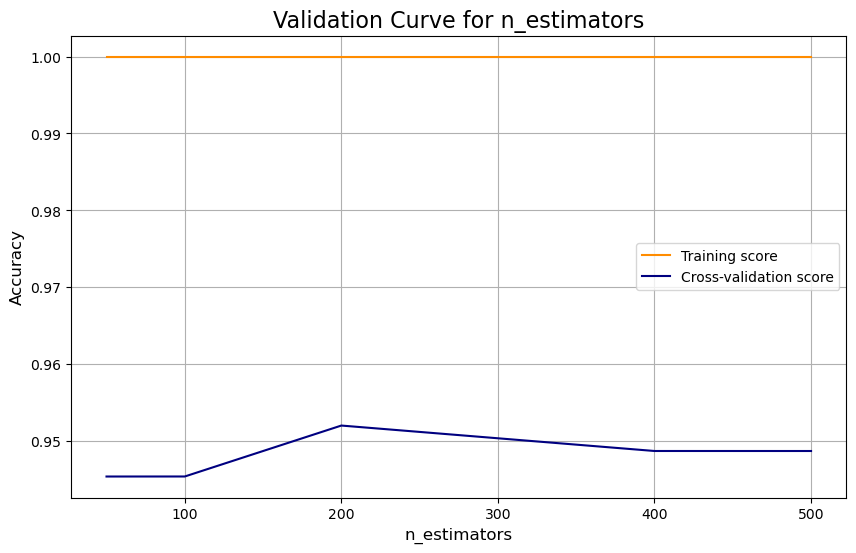 Validation Curve for n_estimators
1.00
0.99
0.98
0.97
0.96
0.95
Accuracy
Training score
Cross-validation score
100 200 300 400 500
n_estimators